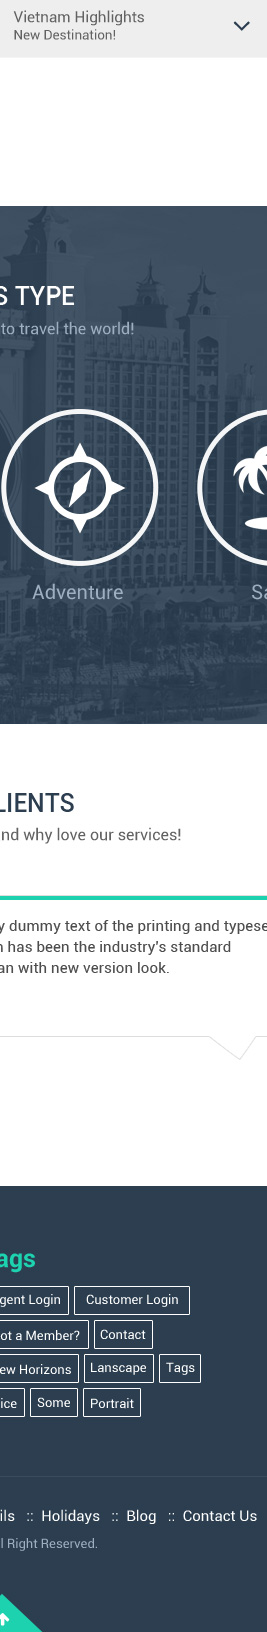 Vietnam Highlights
New Destination!
S TYPE
to travel the world!
Adventure
Sa
LIENTS
nd why love our services!
y dummy text of the printing and typese
n has been the industry's standard
an with new version look.
ags
gent Login Customer Login
ot a Member? Contact
ew Horizons Lanscape Tags
ice Some Portrait
ils :: Holidays :: Blog :: Contact Us
l Right Reserved.